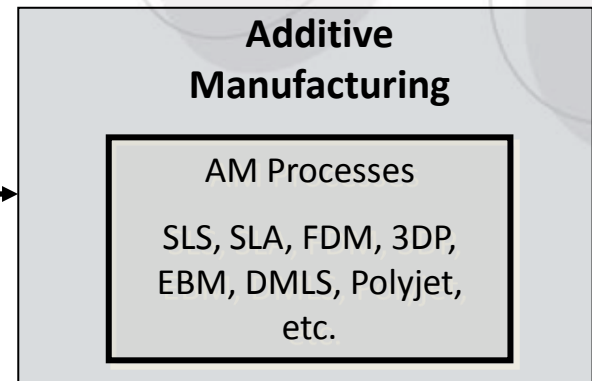 Additive
Manufacturing
AM Processes
SLS, SLA, FDM, 3DP,
EBM, DMLS, Polyjet,
etc.